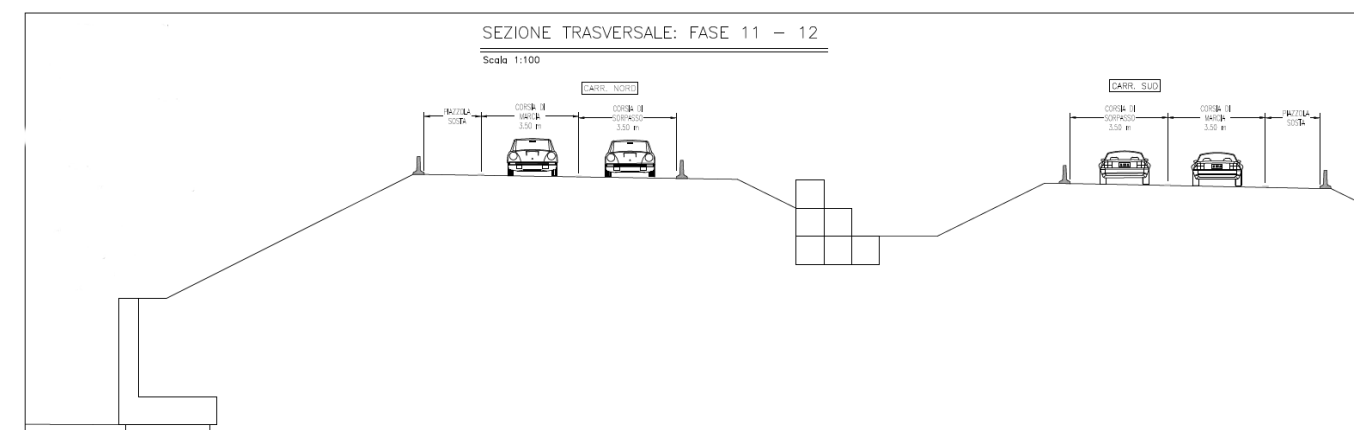 SEZIONE TRASVERSALE: FASE 11 - 12
Scala 1:100
CARR. NORD
CARR. SUD
PIAZZOLA
SOSTA
CORSIA DI
MARCIA
3.50 m
CORSIA DI
SORPASSO
3.50 m
CORSIA DI
SORPASSO
3.50 m
CORSIA DI
MARCIA
3.50 m
PIAZZOLA
SOSTA